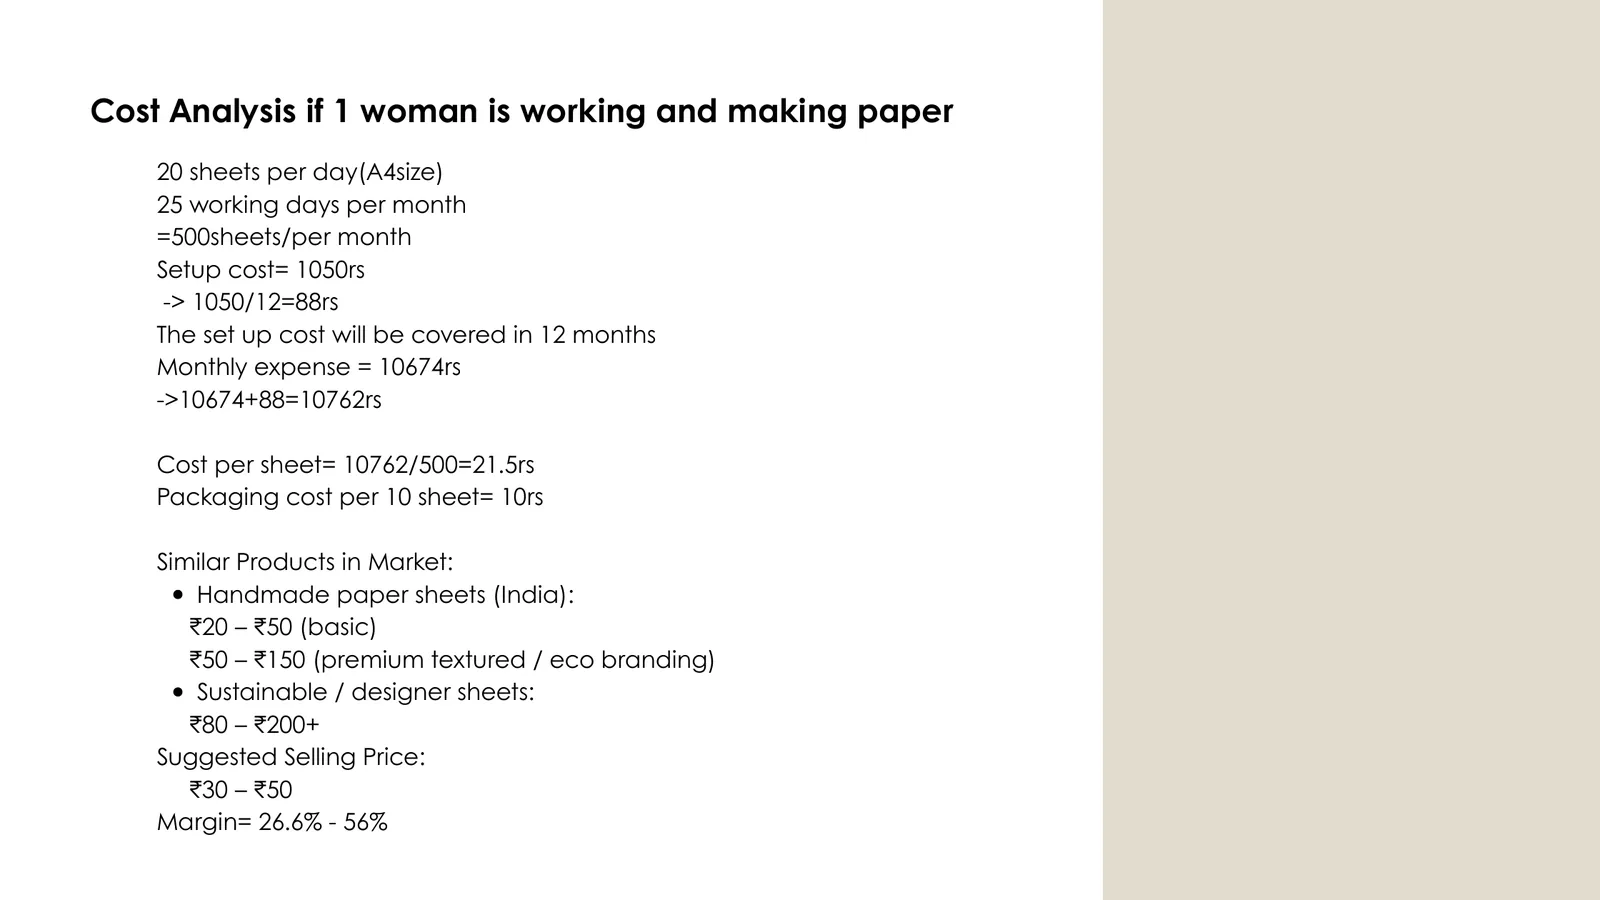 Cost Analysis if 1 woman is working and making paper
20 sheets per day(A4size)
25 working days per month
=500sheets/per month
Setup cost= 1050rs
-> 1050/12=88rs
The set up cost will be covered in 12 months
Monthly expense = 10674rs
->10674+88=10762rs
Cost per sheet= 10762/500=21.5rs
Packaging cost per 10 sheet= 10rs
Similar Products in Market:
• Handmade paper sheets (India):
₹20 – ₹50 (basic)
₹50 – ₹150 (premium textured / eco branding)
• Sustainable / designer sheets:
₹80 – ₹200+
Suggested Selling Price:
₹30 – ₹50
Margin= 26.6% - 56%